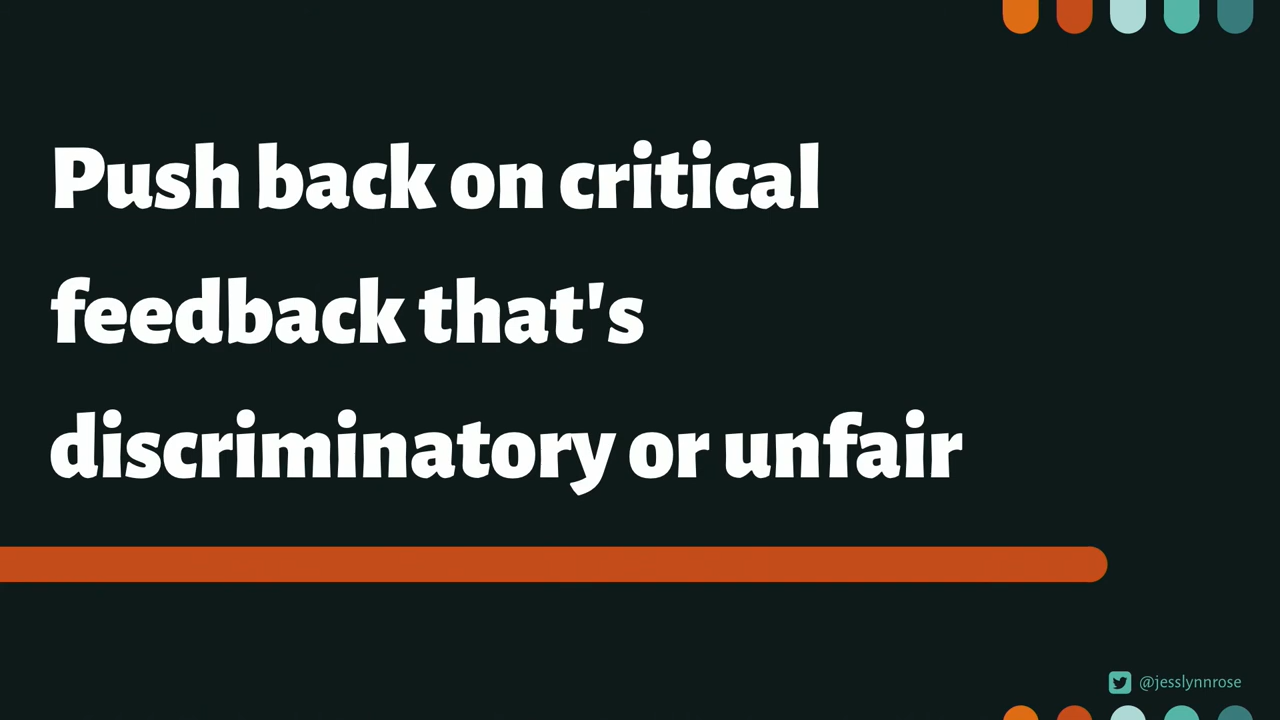 Push back on critical
feedback that's
discriminatory or unfair
@jesslynnrose